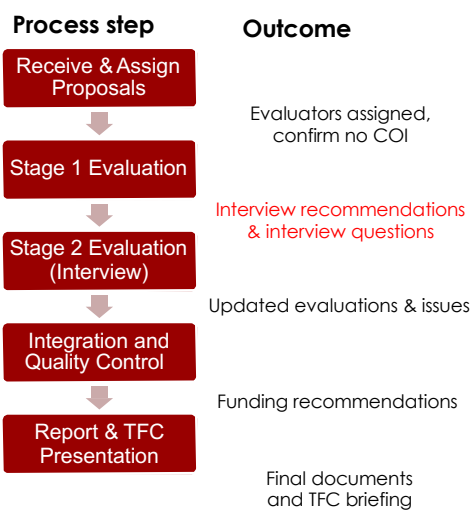 Process step
Outcome
Receive & Assign
Proposals
Evaluators assigned,
confirm no COI
Stage 1 Evaluation
Interview recommendations
& interview questions
Stage 2 Evaluation
(Interview)
Updated evaluations & issues
Integration and
Quality Control
Funding recommendations
Report & TFC
Presentation
Final documents
and TFC briefing